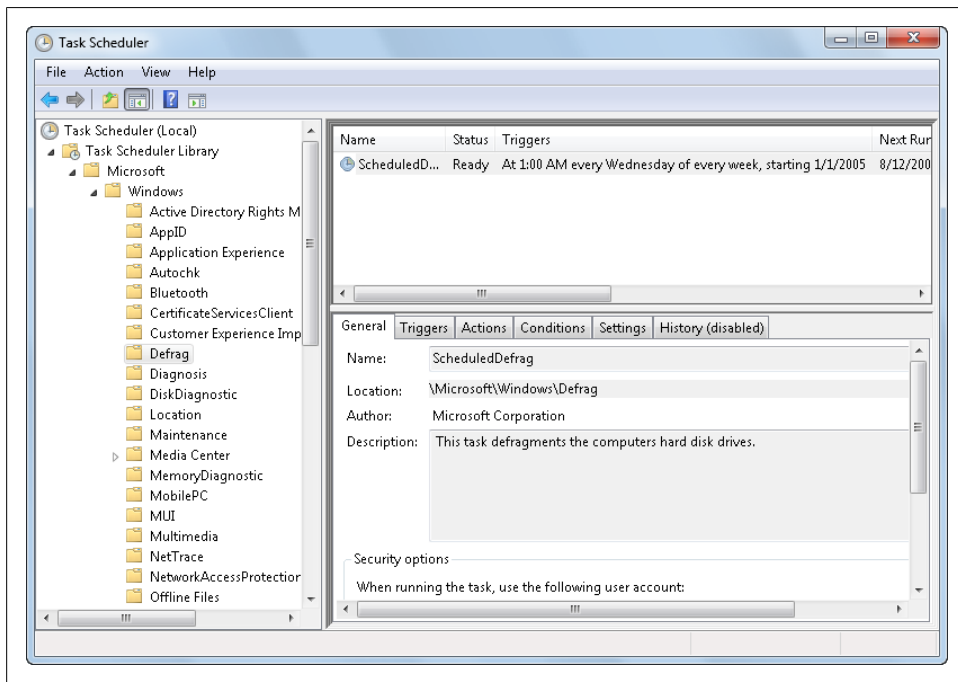 Task Scheduler
File Action View Help
Task Scheduler (Local)
Task Scheduler Library
Microsoft
Windows
Active Directory Rights M
AppID
Application Experience
Autochk
Bluetooth
CertificateServicesClient
Customer Experience Imp
Defrag
Diagnosis
DiskDiagnostic
Location
Maintenance
Media Center
MemoryDiagnostic
MobilePC
MUI
Multimedia
NetTrace
NetworkAccessProtection
Offline Files
Name Status Triggers Next Run
ScheduledD... Ready At 1:00 AM every Wednesday of every week, starting 1/1/2005 8/12/200
General Triggers Actions Conditions Settings History (disabled)
Name: ScheduledDefrag
Location: \Microsoft\Windows\Defrag
Author: Microsoft Corporation
Description: This task defragments the computers hard disk drives.
Security options
When running the task, use the following user account: